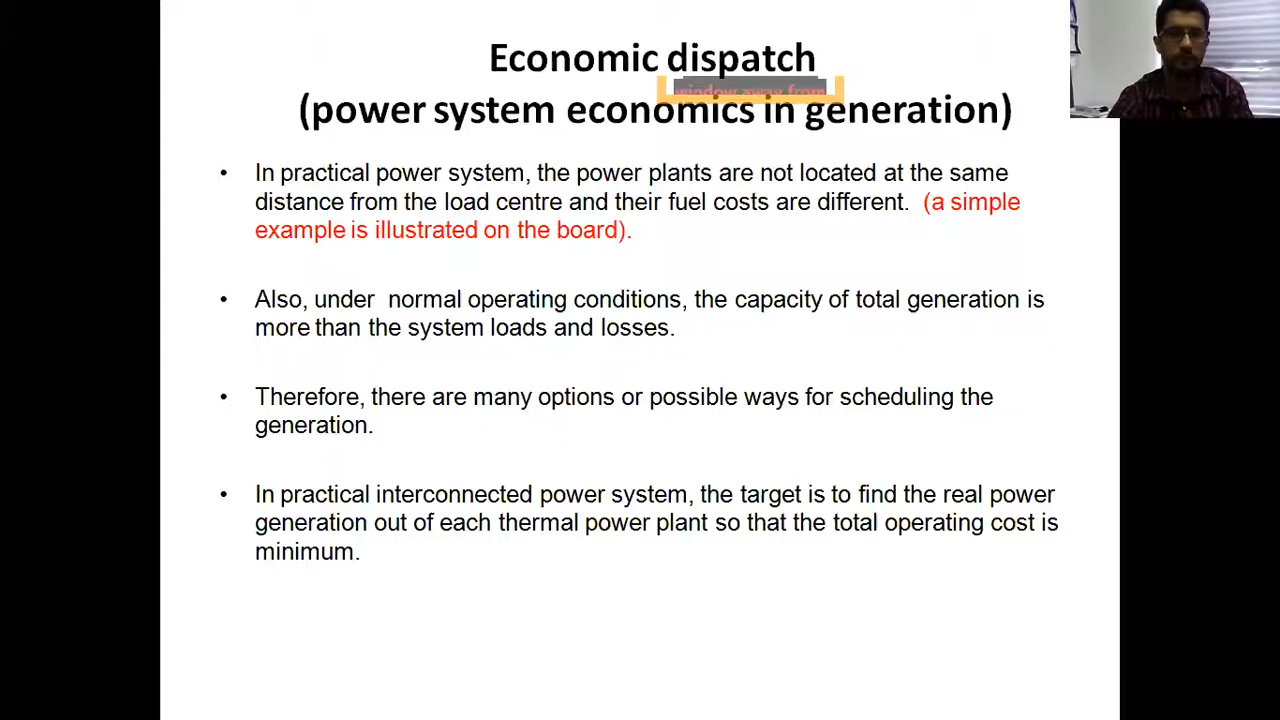 Economic dispatch
window away from
(power system economics in generation)
• In practical power system, the power plants are not located at the same
distance from the load centre and their fuel costs are different. (a simple
example is illustrated on the board).
• Also, under normal operating conditions, the capacity of total generation is
more than the system loads and losses.
• Therefore, there are many options or possible ways for scheduling the
generation.
• In practical interconnected power system, the target is to find the real power
generation out of each thermal power plant so that the total operating cost is
minimum.